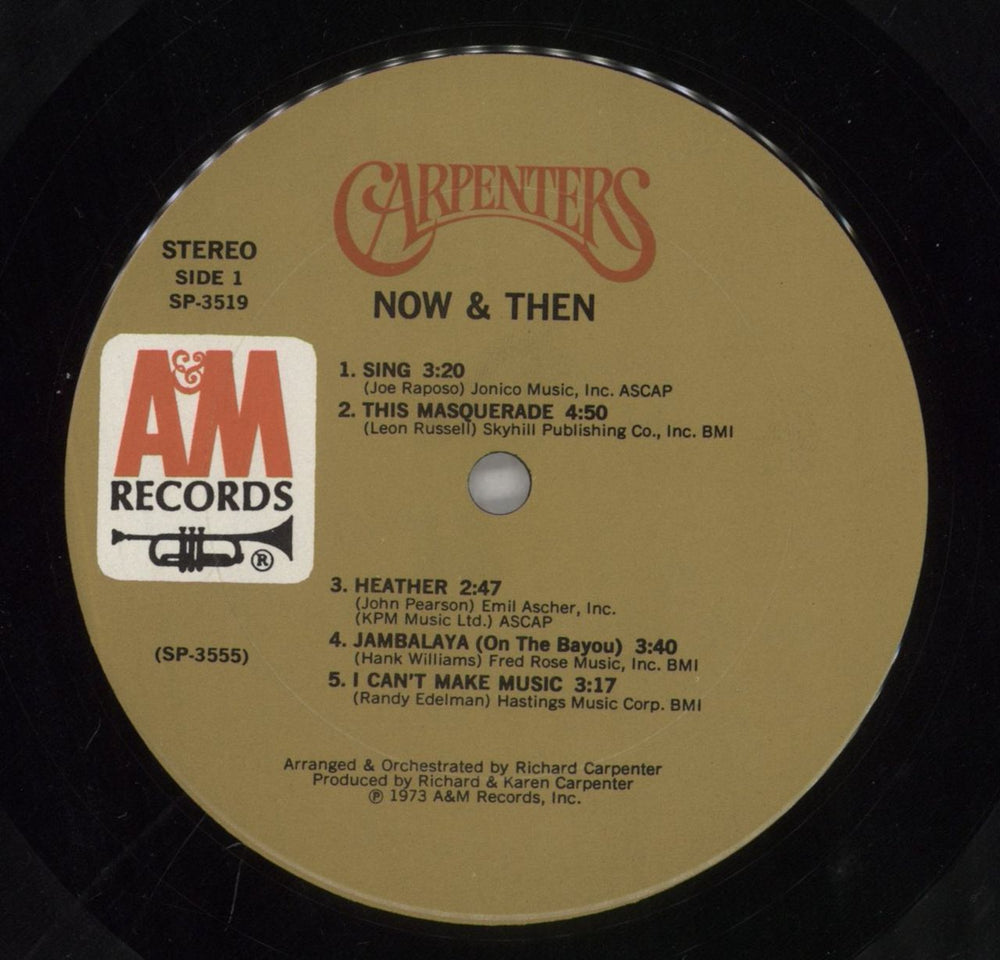 CARPENTERS
STEREO
SIDE 1
SP-3519
NOW & THEN
1. SING 3:20
(Joe Raposo) Jonico Music, Inc. ASCAP
2. THIS MASQUERADE 4:50
(Leon Russell) Skyhill Publishing Co., Inc. BMI
A&M
RECORDS
®
3. HEATHER 2:47
(John Pearson) Emil Ascher, Inc.
(KPM Music Ltd.) ASCAP
4. JAMBALAYA (On The Bayou) 3:40
(Hank Williams) Fred Rose Music, Inc. BMI
(SP-3555)
5. I CAN'T MAKE MUSIC 3:17
(Randy Edelman) Hastings Music Corp. BMI
Arranged & Orchestrated by Richard Carpenter
Produced by Richard & Karen Carpenter
℗ 1973 A&M Records, Inc.